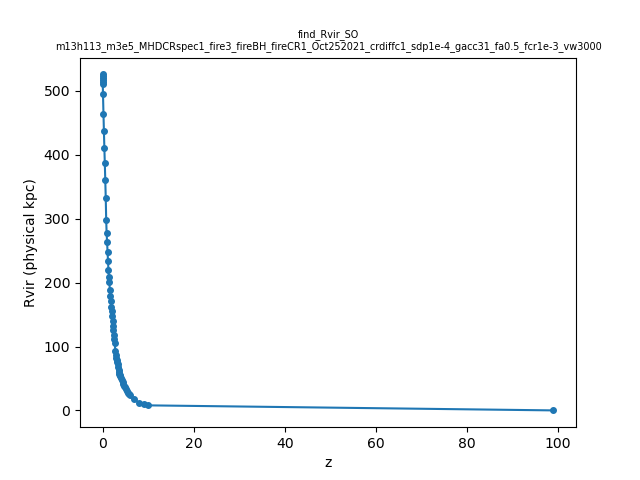 find_Rvir_SO
m13h113_m3e5_MHDCRspec1_fire3_fireBH_fireCR1_Oct252021_crdiffc1_sdp1e-4_gacc31_fa0.5_fcr1e-3_vw3000
500
400
300
200
100
0
Rvir (physical kpc)
0 20 40 60 80 100
z